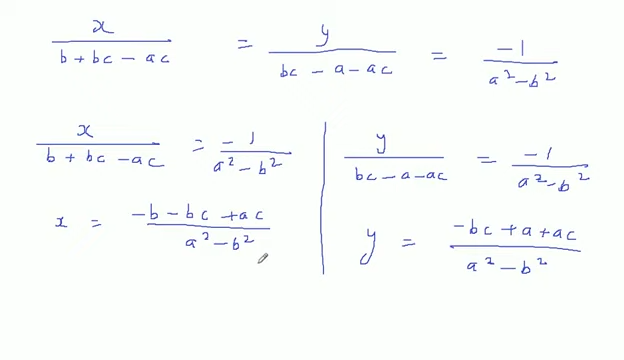 x / (b + bc − ac) = y / (bc − a − ac) = −1 / (a² − b²)
x / (b + bc − ac) = −1 / (a² − b²)
x = (−b − bc + ac) / (a² − b²)
y / (bc − a − ac) = −1 / (a² − b²)
y = (−bc + a + ac) / (a² − b²)